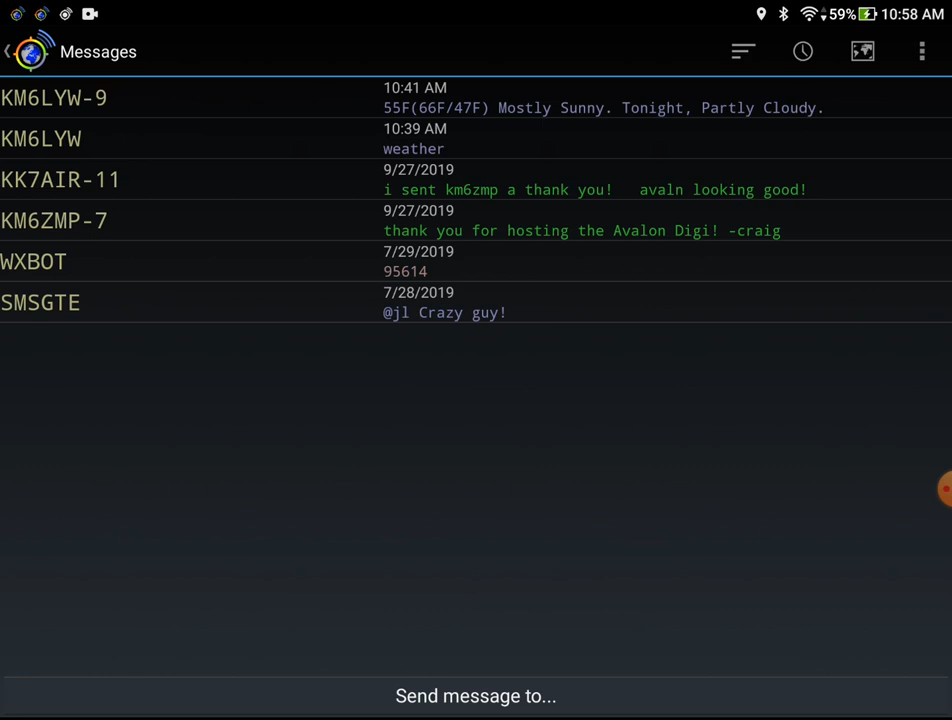 59% 10:58 AM
Messages
KM6LYW-9
10:41 AM
55F(66F/47F) Mostly Sunny. Tonight, Partly Cloudy.
KM6LYW
10:39 AM
weather
KK7AIR-11
9/27/2019
i sent km6zmp a thank you!   avaln looking good!
KM6ZMP-7
9/27/2019
thank you for hosting the Avalon Digi! -craig
WXBOT
7/29/2019
95614
SMSGTE
7/28/2019
@jl Crazy guy!
Send message to...